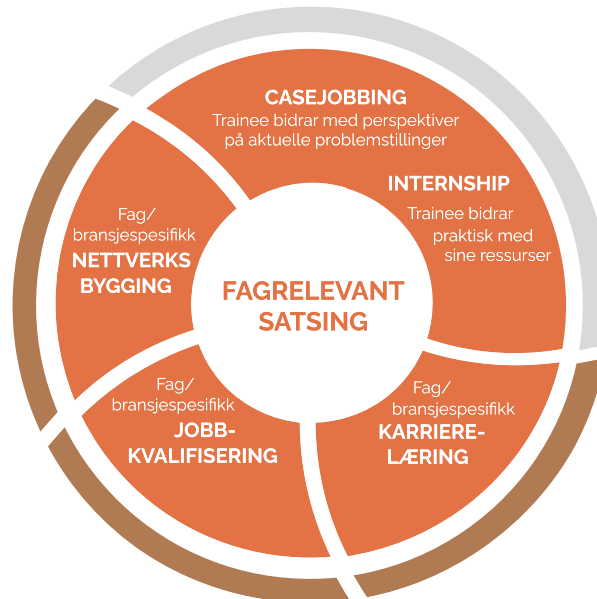 CASEJOBBING
Trainee bidrar med perspektiver
på aktuelle problemstillinger
INTERNSHIP
Trainee bidrar
praktisk med
sine ressurser
Fag/
bransjespesifikk
NETTVERKS
BYGGING
FAGRELEVANT
SATSING
Fag/
bransjespesifikk
JOBB-
KVALIFISERING
Fag/
bransjespesifikk
KARRIERE-
LÆRING